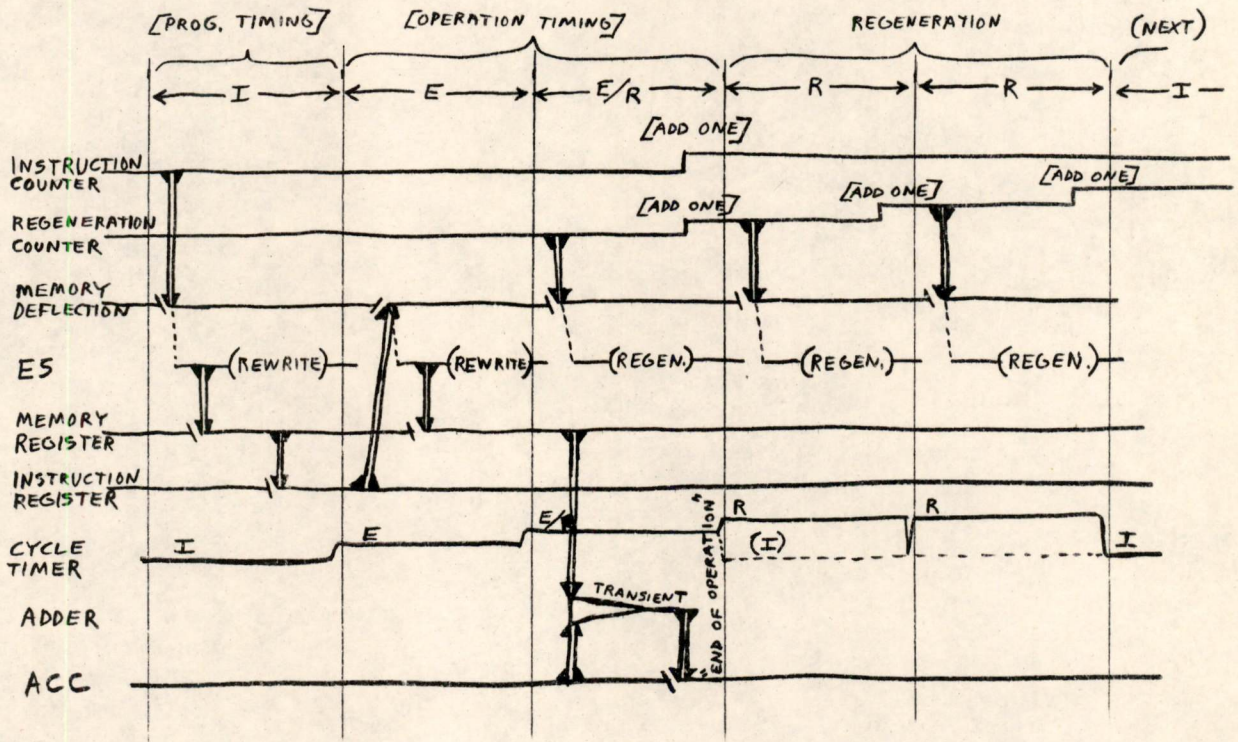 [PROG. TIMING] [OPERATION TIMING] REGENERATION (NEXT)
I E E/R R R I
[ADD ONE]
INSTRUCTION
COUNTER
[ADD ONE] [ADD ONE] [ADD ONE]
REGENERATION
COUNTER
MEMORY
DEFLECTION
ES (REWRITE) (REWRITE) (REGEN.) (REGEN.) (REGEN.)
MEMORY
REGISTER
INSTRUCTION
REGISTER
CYCLE
TIMER
I E E/R R (I) R I
"END OF OPERATION"
TRANSIENT
ADDER
ACC